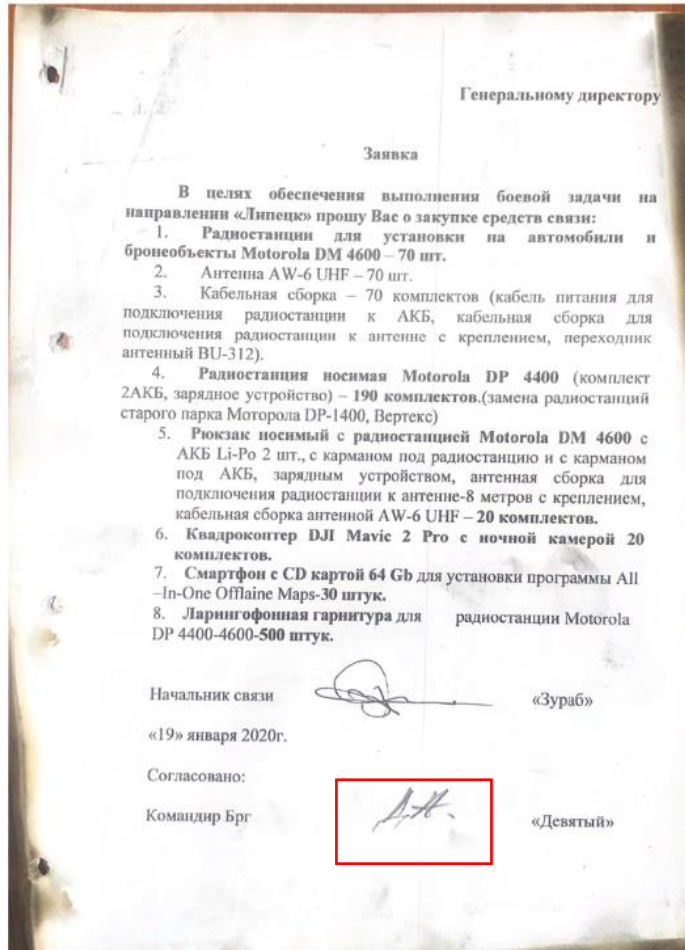 Генеральному директору
Заявка
В целях обеспечения выполнения боевой задачи на
направлении «Липецк» прошу Вас о закупке средств связи:
1. Радиостанции для установки на автомобили и
бронеобъекты Motorola DM 4600 – 70 шт.
2. Антенна AW-6 UHF – 70 шт.
3. Кабельная сборка – 70 комплектов (кабель питания для
подключения радиостанции к АКБ, кабельная сборка для
подключения радиостанции к антенне с креплением, переходник
антенный BU-312).
4. Радиостанция носимая Motorola DP 4400 (комплект
2АКБ, зарядное устройство) – 190 комплектов.(замена радиостанций
старого парка Моторола DP-1400, Вертекс)
5. Рюкзак носимый с радиостанцией Motorola DM 4600 с
АКБ Li-Po 2 шт., с карманом под радиостанцию и с карманом
под АКБ, зарядным устройством, антенная сборка для
подключения радиостанции к антенне-8 метров с креплением,
кабельная сборка антенной AW-6 UHF – 20 комплектов.
6. Квадрокоптер DJI Mavic 2 Pro с ночной камерой 20
комплектов.
7. Смартфон с CD картой 64 Gb для установки программы All
–In-One Offlaine Maps-30 штук.
8. Ларингофонная гарнитура для радиостанции Motorola
DP 4400-4600-500 штук.
Начальник связи «Зураб»
«19» января 2020г.
Согласовано:
Командир Брг «Девятый»